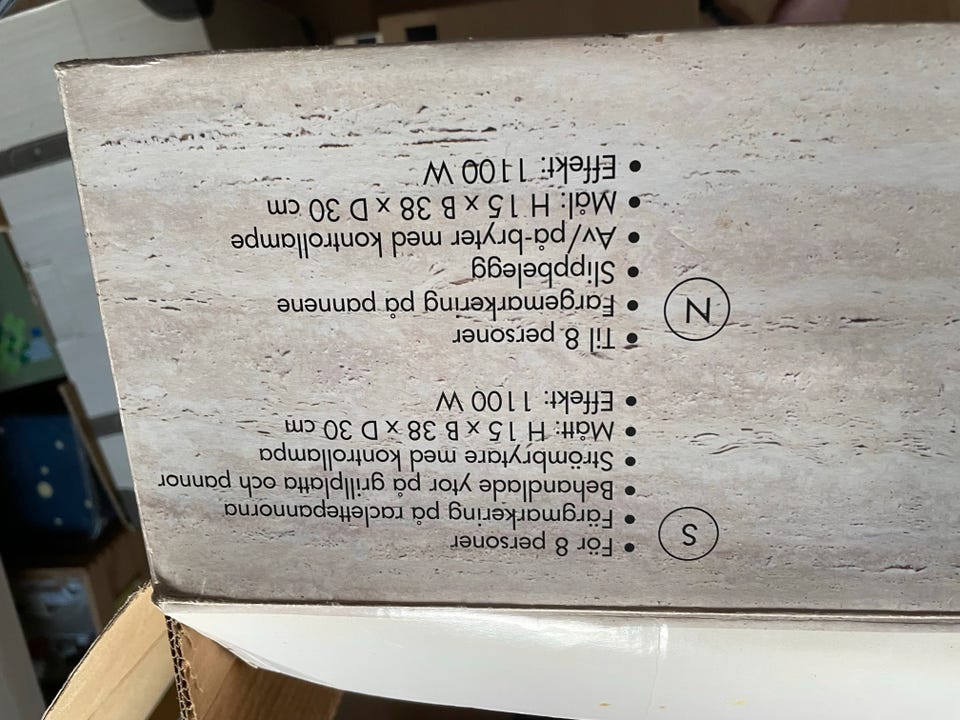 S
• För 8 personer
• Färgmarkering på raclettepannorna
• Behandlade ytor på grillplatta och pannor
• Strömbrytare med kontrollampa
• Mått: H 15 x B 38 x D 30 cm
• Effekt: 1100 W
N
• Til 8 personer
• Fargemarkering på pannene
• Slippbelegg
• Av/på-bryter med kontrollampe
• Mål: H 15 x B 38 x D 30 cm
• Effekt: 1100 W